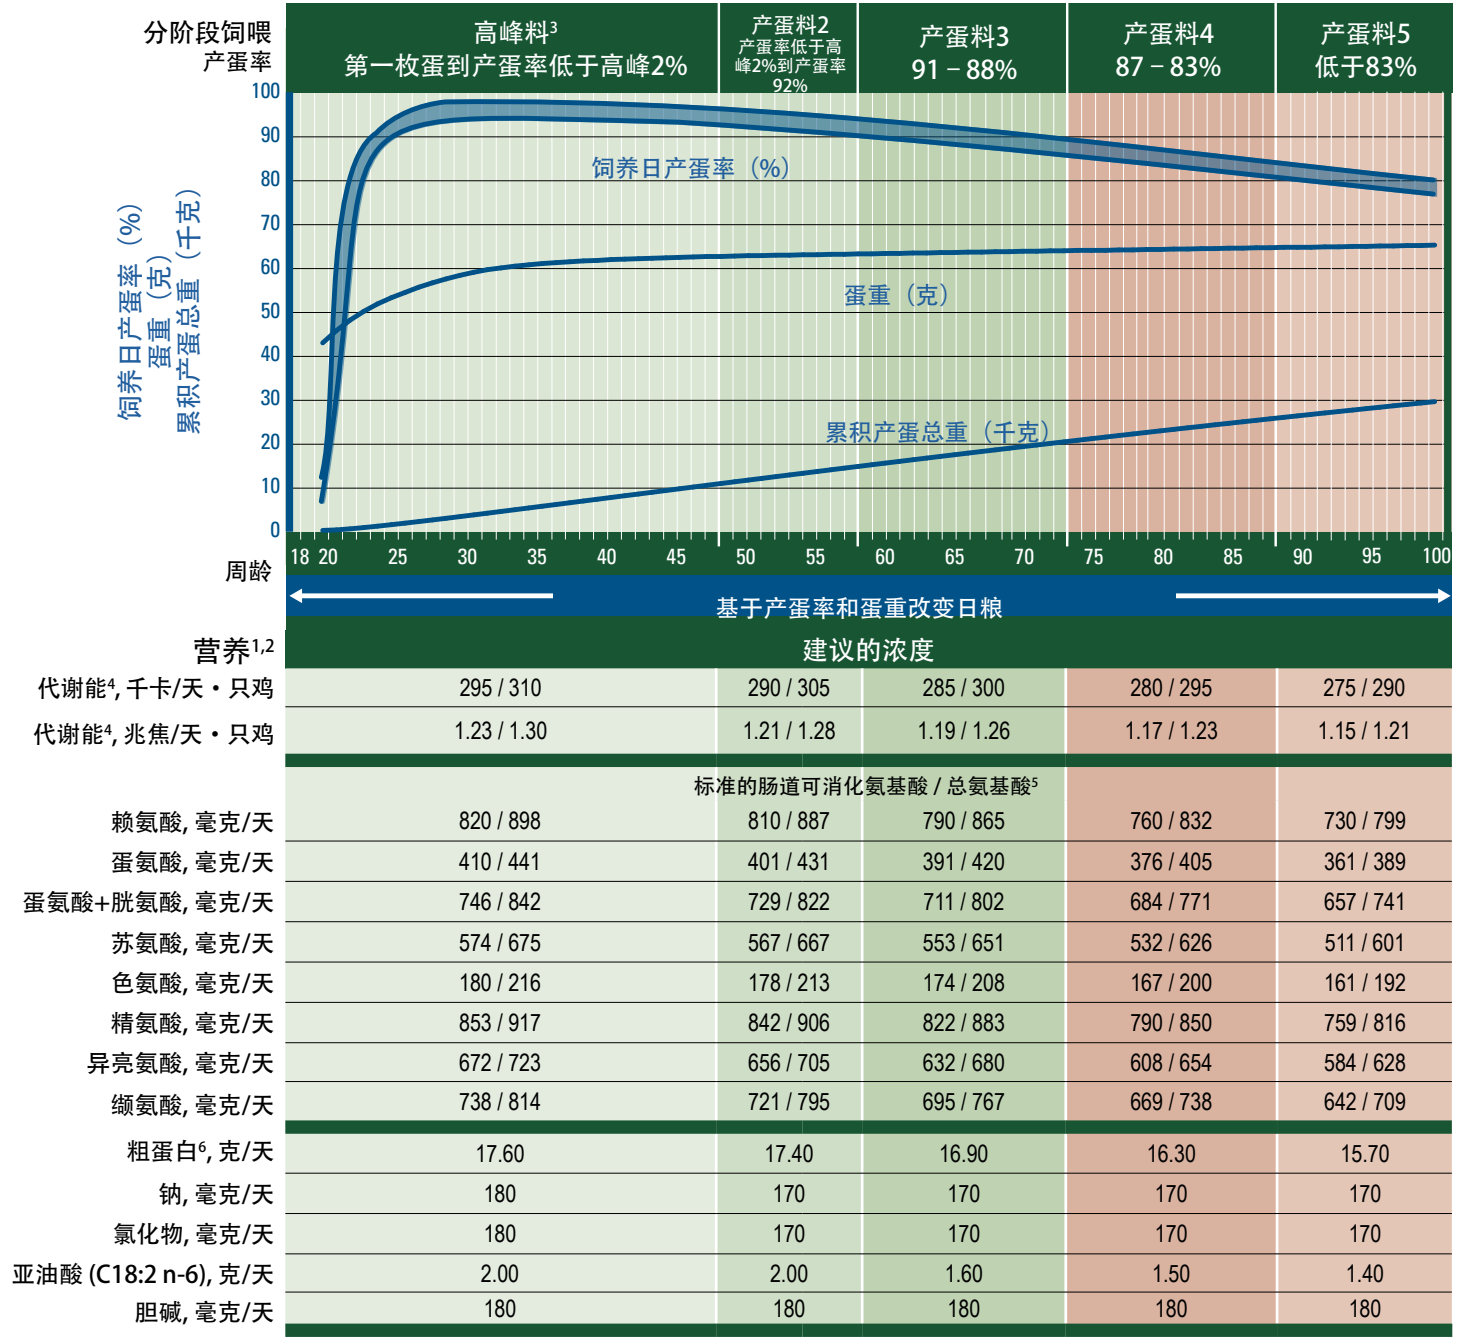 分阶段饲喂
产蛋率
高峰料³
第一枚蛋到产蛋率低于高峰2%
产蛋料2
产蛋率低于高
峰2%到产蛋率
92%
产蛋料3
91 – 88%
产蛋料4
87 – 83%
产蛋料5
低于83%
饲养日产蛋率（%）
蛋重（克）
累积产蛋总重（千克）
100
90
80
70
60
50
40
30
20
10
0
饲养日产蛋率（%）
蛋重（克）
累积产蛋总重（千克）
周龄
18 20 25 30 35 40 45 50 55 60 65 70 75 80 85 90 95 100
基于产蛋率和蛋重改变日粮
营养1,2 建议的浓度
代谢能⁴, 千卡/天・只鸡 295 / 310 290 / 305 285 / 300 280 / 295 275 / 290
代谢能⁴, 兆焦/天・只鸡 1.23 / 1.30 1.21 / 1.28 1.19 / 1.26 1.17 / 1.23 1.15 / 1.21
标准的肠道可消化氨基酸 / 总氨基酸⁵
赖氨酸, 毫克/天 820 / 898 810 / 887 790 / 865 760 / 832 730 / 799
蛋氨酸, 毫克/天 410 / 441 401 / 431 391 / 420 376 / 405 361 / 389
蛋氨酸+胱氨酸, 毫克/天 746 / 842 729 / 822 711 / 802 684 / 771 657 / 741
苏氨酸, 毫克/天 574 / 675 567 / 667 553 / 651 532 / 626 511 / 601
色氨酸, 毫克/天 180 / 216 178 / 213 174 / 208 167 / 200 161 / 192
精氨酸, 毫克/天 853 / 917 842 / 906 822 / 883 790 / 850 759 / 816
异亮氨酸, 毫克/天 672 / 723 656 / 705 632 / 680 608 / 654 584 / 628
缬氨酸, 毫克/天 738 / 814 721 / 795 695 / 767 669 / 738 642 / 709
粗蛋白⁶, 克/天 17.60 17.40 16.90 16.30 15.70
钠, 毫克/天 180 170 170 170 170
氯化物, 毫克/天 180 170 170 170 170
亚油酸 (C18:2 n-6), 克/天 2.00 2.00 1.60 1.50 1.40
胆碱, 毫克/天 180 180 180 180 180